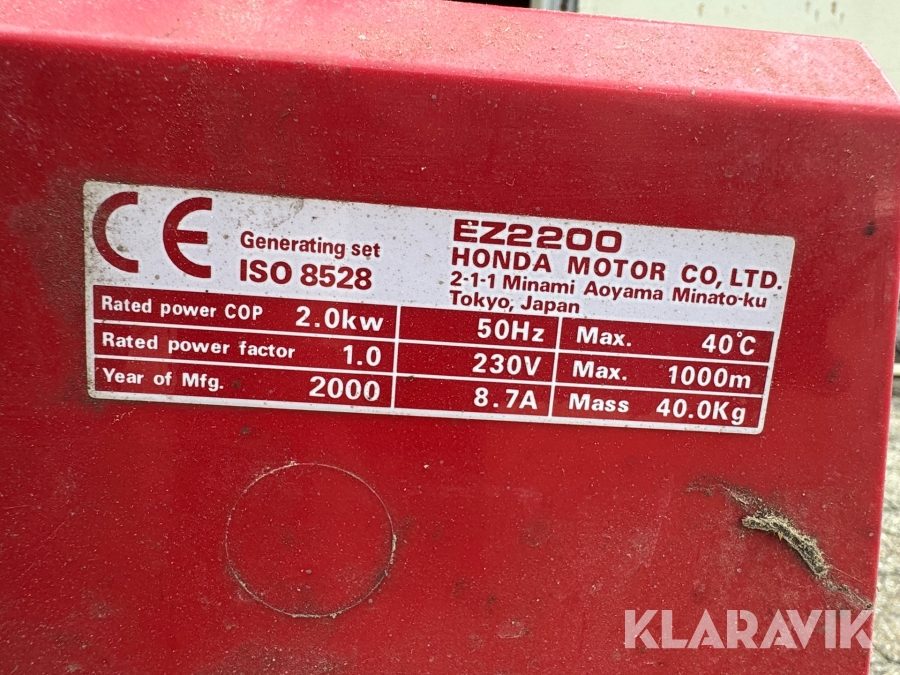 CE
Generating set
ISO 8528
EZ2200
HONDA MOTOR CO, LTD.
2-1-1 Minami Aoyama Minato-ku
Tokyo, Japan
Rated power COP 2.0kw 50Hz Max. 40℃
Rated power factor 1.0 230V Max. 1000m
Year of Mfg. 2000 8.7A Mass 40.0Kg
KLARAVIK